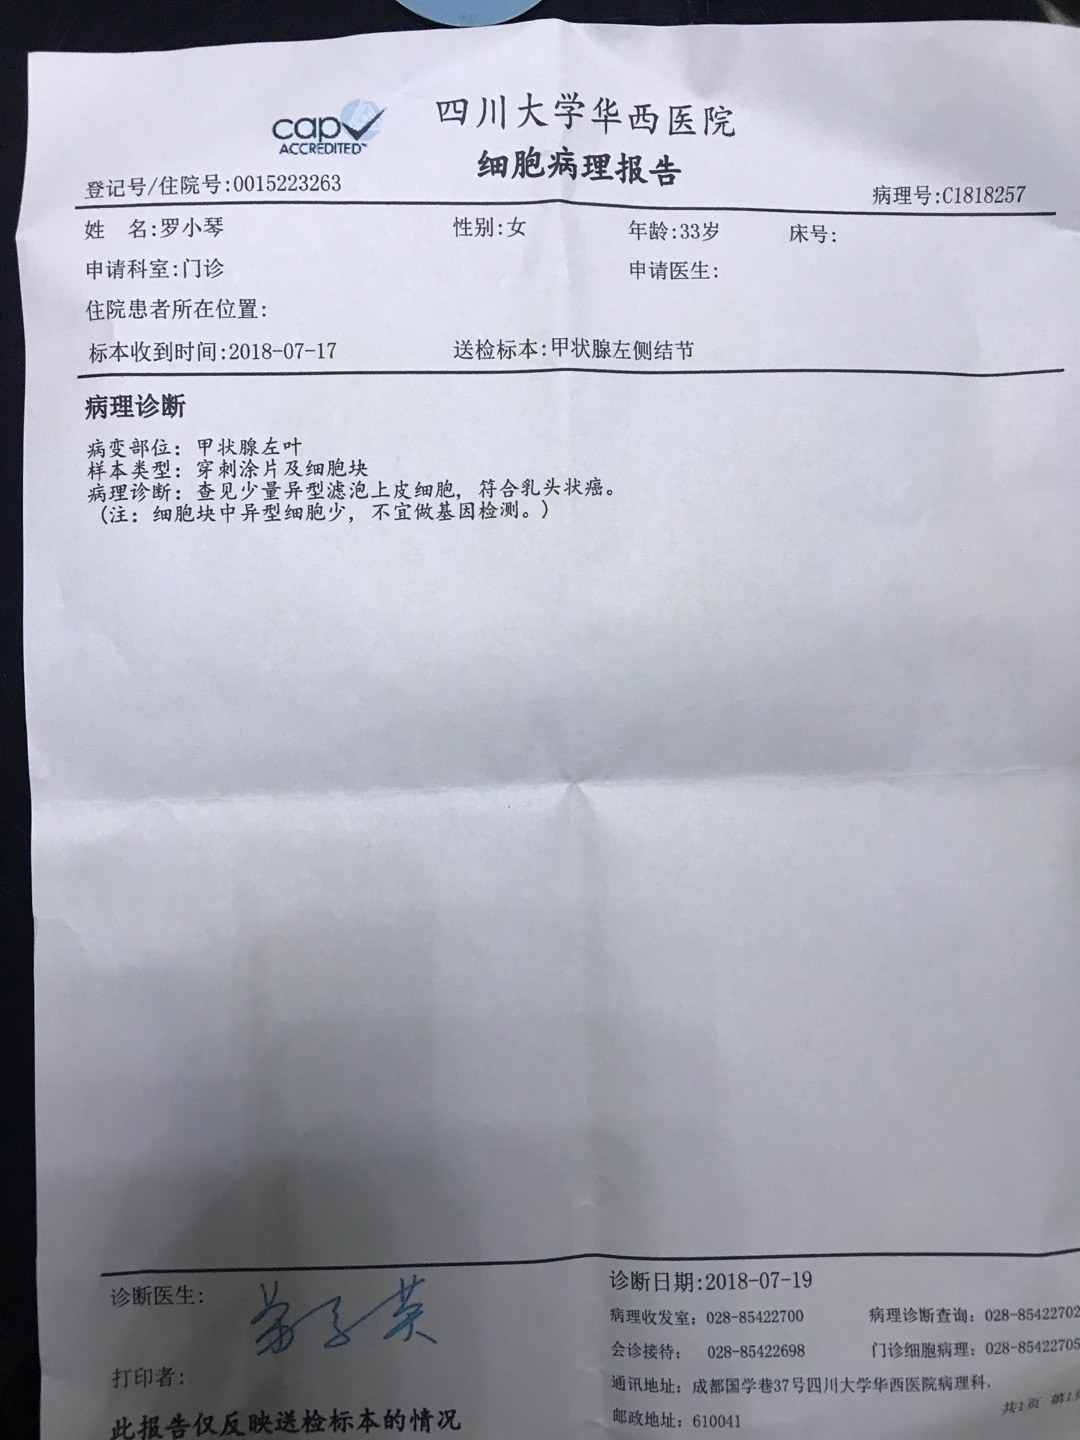 cap
ACCREDITED
四川大学华西医院
细胞病理报告
登记号/住院号:0015223263 病理号:C1818257
姓 名:罗小琴 性别:女 年龄:33岁 床号:
申请科室:门诊 申请医生:
住院患者所在位置:
标本收到时间:2018-07-17 送检标本:甲状腺左侧结节
病理诊断
病变部位：甲状腺左叶
样本类型：穿刺涂片及细胞块
病理诊断：查见少量异型滤泡上皮细胞，符合乳头状癌。
（注：细胞块中异型细胞少，不宜做基因检测。）
诊断医生: 诊断日期:2018-07-19
病理收发室：028-85422700 病理诊断查询：028-85422702
会诊接待： 028-85422698 门诊细胞病理：028-85422705
打印者: 通讯地址：成都国学巷37号四川大学华西医院病理科.
此报告仅反映送检标本的情况 邮政地址：610041
共1页 第1